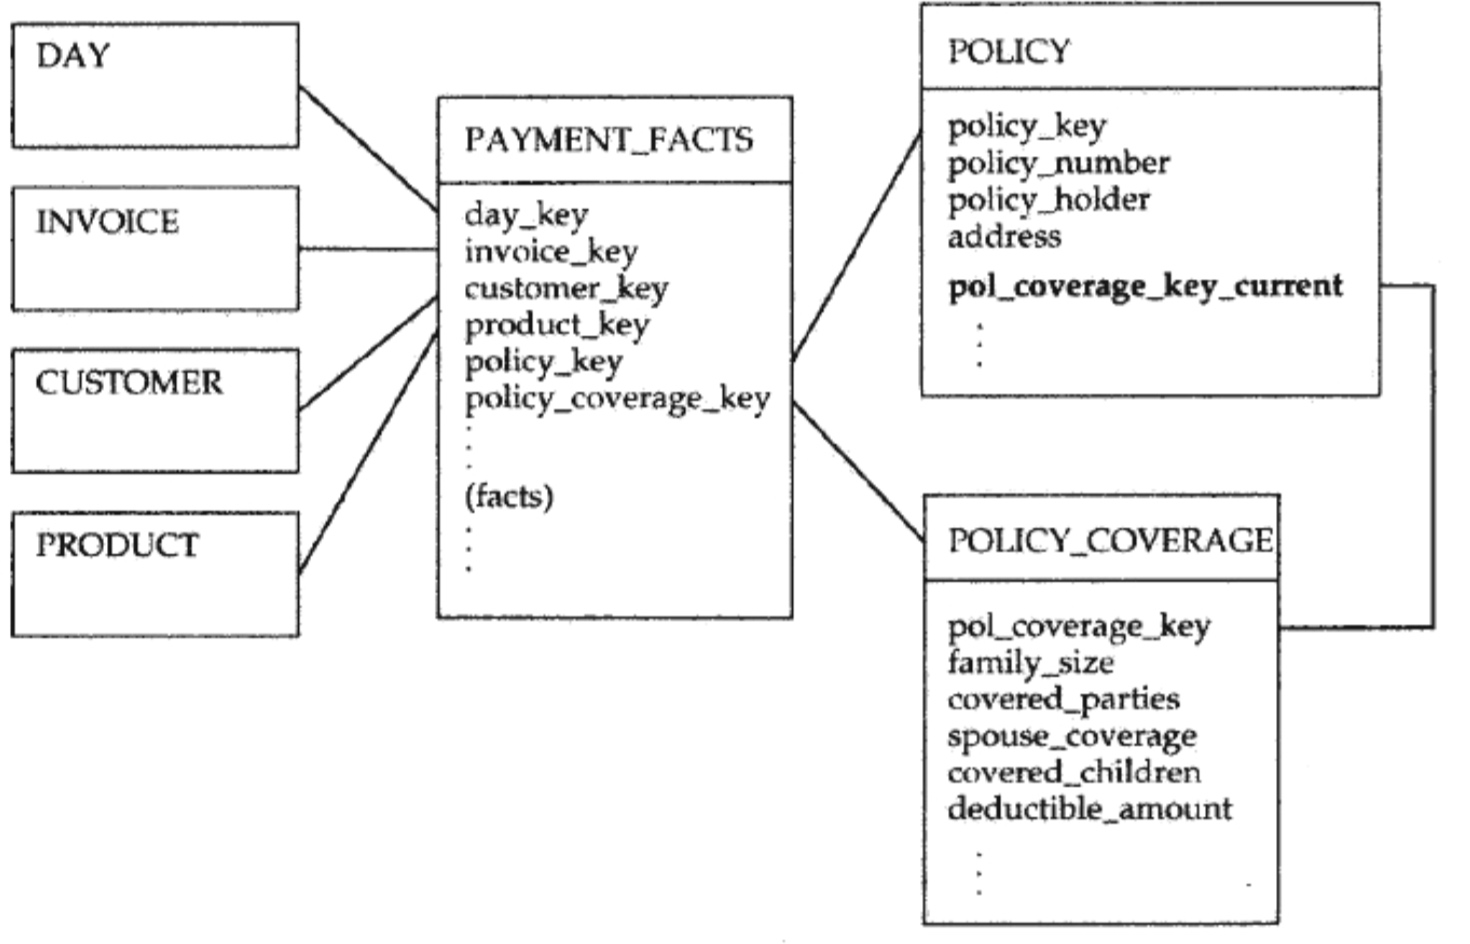 DAY
INVOICE
CUSTOMER
PRODUCT
PAYMENT_FACTS
day_key
invoice_key
customer_key
product_key
policy_key
policy_coverage_key
.
.
.
(facts)
.
.
.
POLICY
policy_key
policy_number
policy_holder
address
pol_coverage_key_current
.
.
.
POLICY_COVERAGE
pol_coverage_key
family_size
covered_parties
spouse_coverage
covered_children
deductible_amount
.
.
.